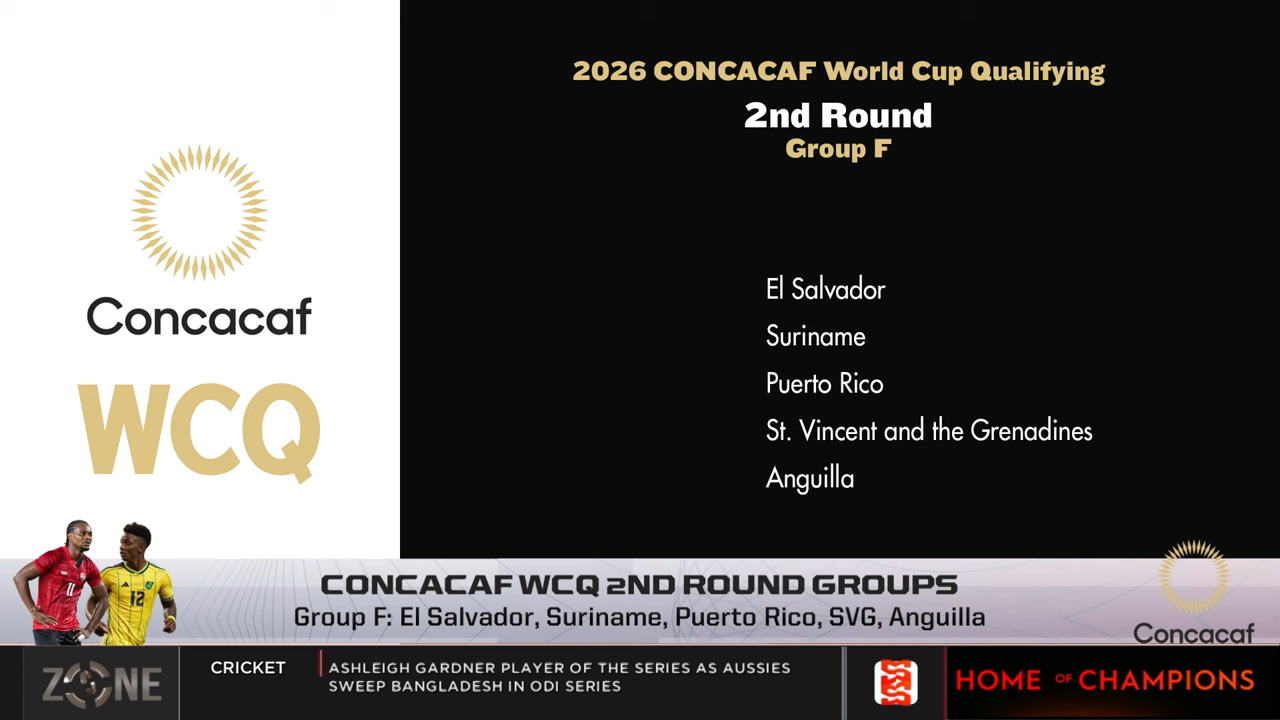 2026 CONCACAF World Cup Qualifying
2nd Round
Group F
Concacaf
WCQ
El Salvador
Suriname
Puerto Rico
St. Vincent and the Grenadines
Anguilla
11
12
CONCACAF WCQ 2ND ROUND GROUPS
Group F: El Salvador, Suriname, Puerto Rico, SVG, Anguilla
Concacaf
ZONE
CRICKET
ASHLEIGH GARDNER PLAYER OF THE SERIES AS AUSSIES
SWEEP BANGLADESH IN ODI SERIES
HOME OF CHAMPIONS